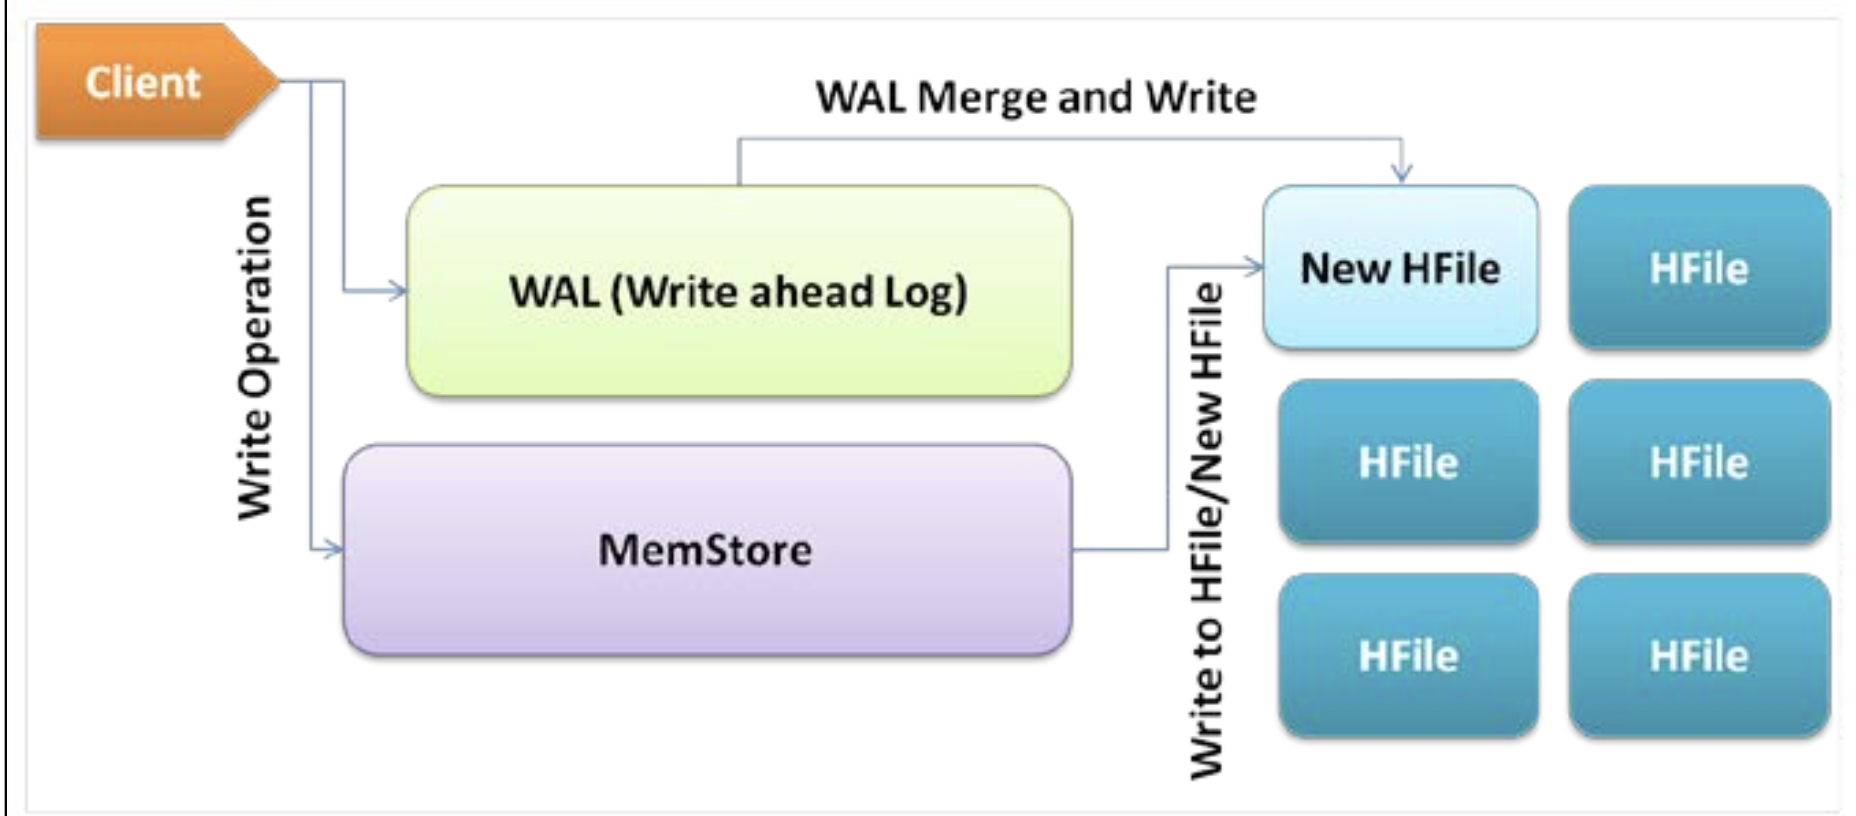 Client
WAL Merge and Write
Write Operation
WAL (Write ahead Log)
MemStore
Write to HFile/New HFile
New HFile
HFile
HFile
HFile
HFile
HFile